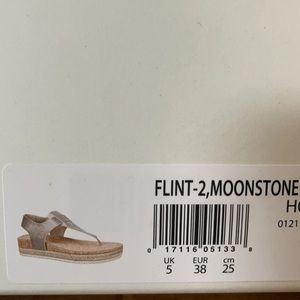 FLINT-2,MOONSTONE
HO
0121
0 17116 05133 8
UK EUR cm
5 38 25